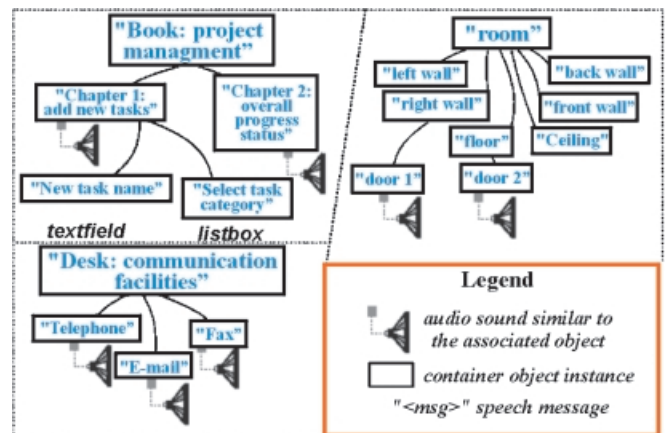 "Book: project
managment”
"Chapter 1:
add new tasks"
"Chapter 2:
overall
progress
status"
"New task name"
"Select task
category"
textfield
listbox
"room"
"left wall"
"back wall"
"right wall"
"front wall"
"floor"
"Ceiling"
"door 1"
"door 2"
"Desk: communication
facilities”
"Telephone"
"Fax"
"E-mail"
Legend
audio sound similar to
the associated object
container object instance
"<msg>" speech message